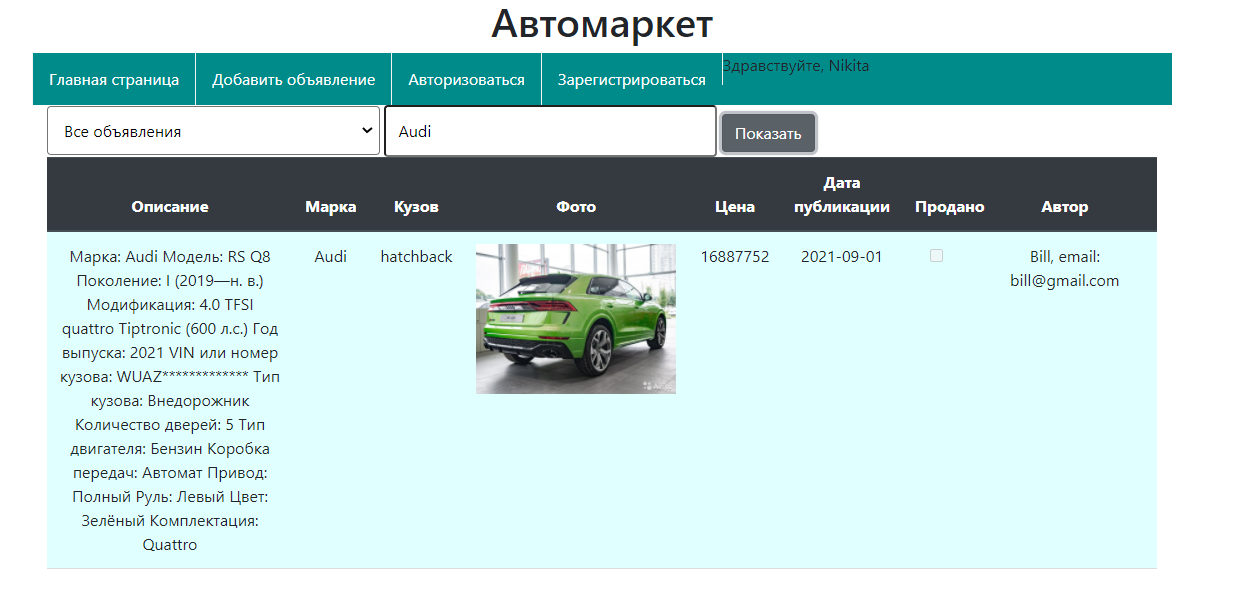 Автомаркет
Главная страница Добавить объявление Авторизоваться Зарегистрироваться Здравствуйте, Nikita
Все объявления Audi Показать
Описание Марка Кузов Фото Цена Дата публикации Продано Автор
Марка: Audi Модель: RS Q8
Поколение: I (2019—н. в.)
Модификация: 4.0 TFSI
quattro Tiptronic (600 л.с.) Год
выпуска: 2021 VIN или номер
кузова: WUAZ************* Тип
кузова: Внедорожник
Количество дверей: 5 Тип
двигателя: Бензин Коробка
передач: Автомат Привод:
Полный Руль: Левый Цвет:
Зелёный Комплектация:
Quattro
Audi
hatchback
16887752
2021-09-01
Bill, email:
bill@gmail.com